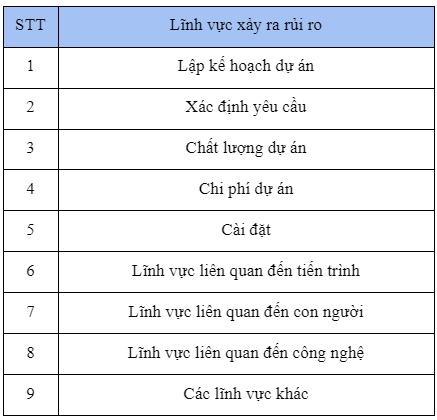 STT Lĩnh vực xảy ra rủi ro
1 Lập kế hoạch dự án
2 Xác định yêu cầu
3 Chất lượng dự án
4 Chi phí dự án
5 Cài đặt
6 Lĩnh vực liên quan đến tiến trình
7 Lĩnh vực liên quan đến con người
8 Lĩnh vực liên quan đến công nghệ
9 Các lĩnh vực khác